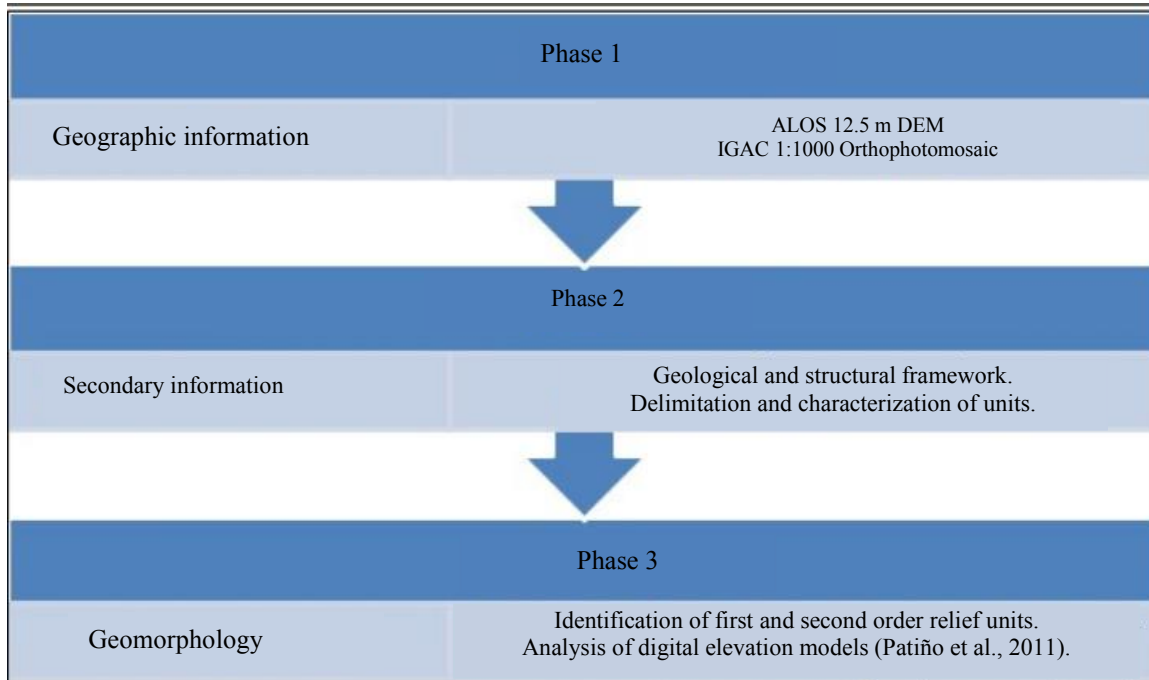 Phase 1
Geographic information
ALOS 12.5 m DEM
IGAC 1:1000 Orthophotomosaic
Phase 2
Secondary information
Geological and structural framework.
Delimitation and characterization of units.
Phase 3
Geomorphology
Identification of first and second order relief units.
Analysis of digital elevation models (Patiño et al., 2011).